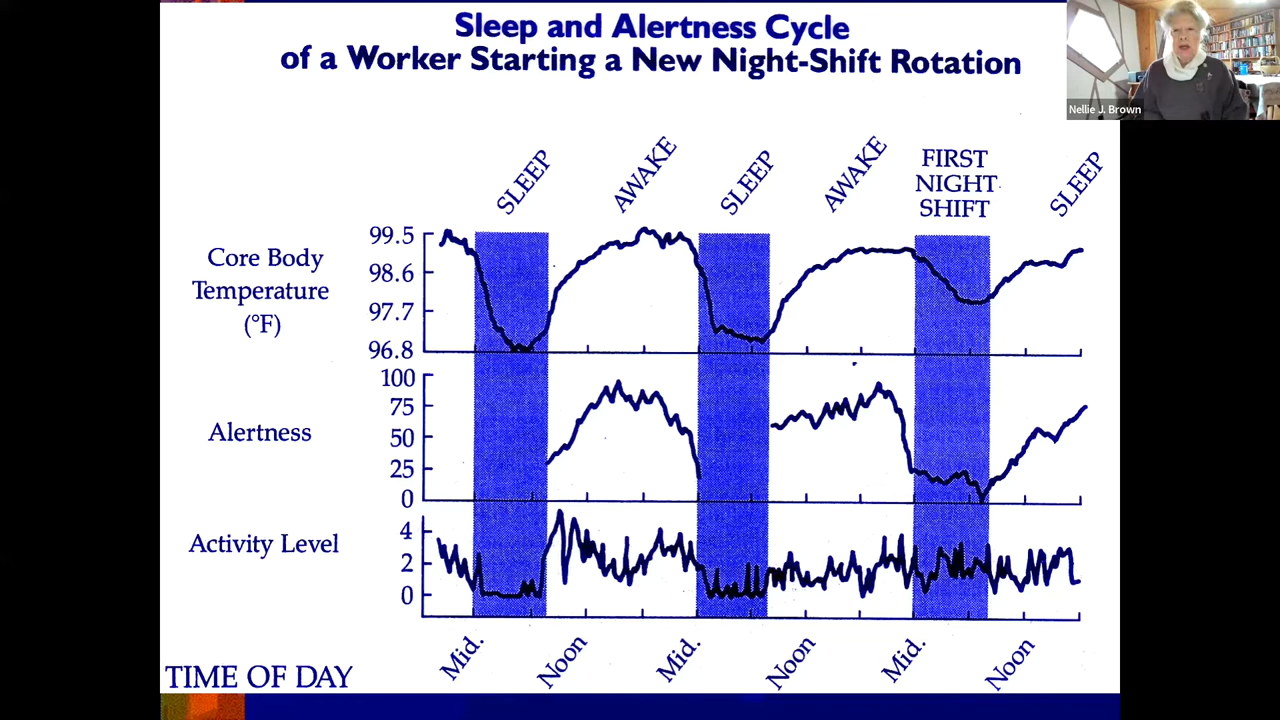 Sleep and Alertness Cycle
of a Worker Starting a New Night-Shift Rotation
Nellie J. Brown
SLEEP
AWAKE
SLEEP
AWAKE
FIRST
NIGHT
SHIFT
SLEEP
Core Body
Temperature
(°F)
99.5
98.6
97.7
96.8
Alertness
100
75
50
25
0
Activity Level
4
2
0
Mid.
Noon
Mid.
Noon
Mid.
Noon
TIME OF DAY